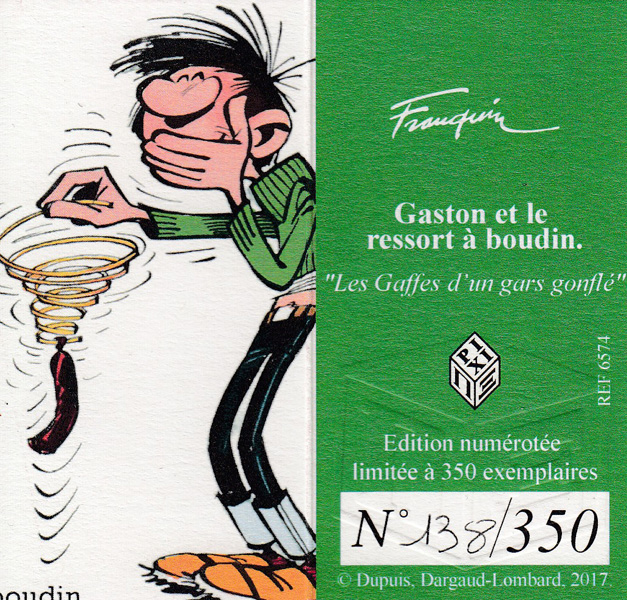 Franquin
Gaston et le
ressort à boudin.
"Les Gaffes d'un gars gonflé"
PIXI
REF 6574
Edition numérotée
limitée à 350 exemplaires
N° 138/350
© Dupuis, Dargaud-Lombard, 2017.
boudin